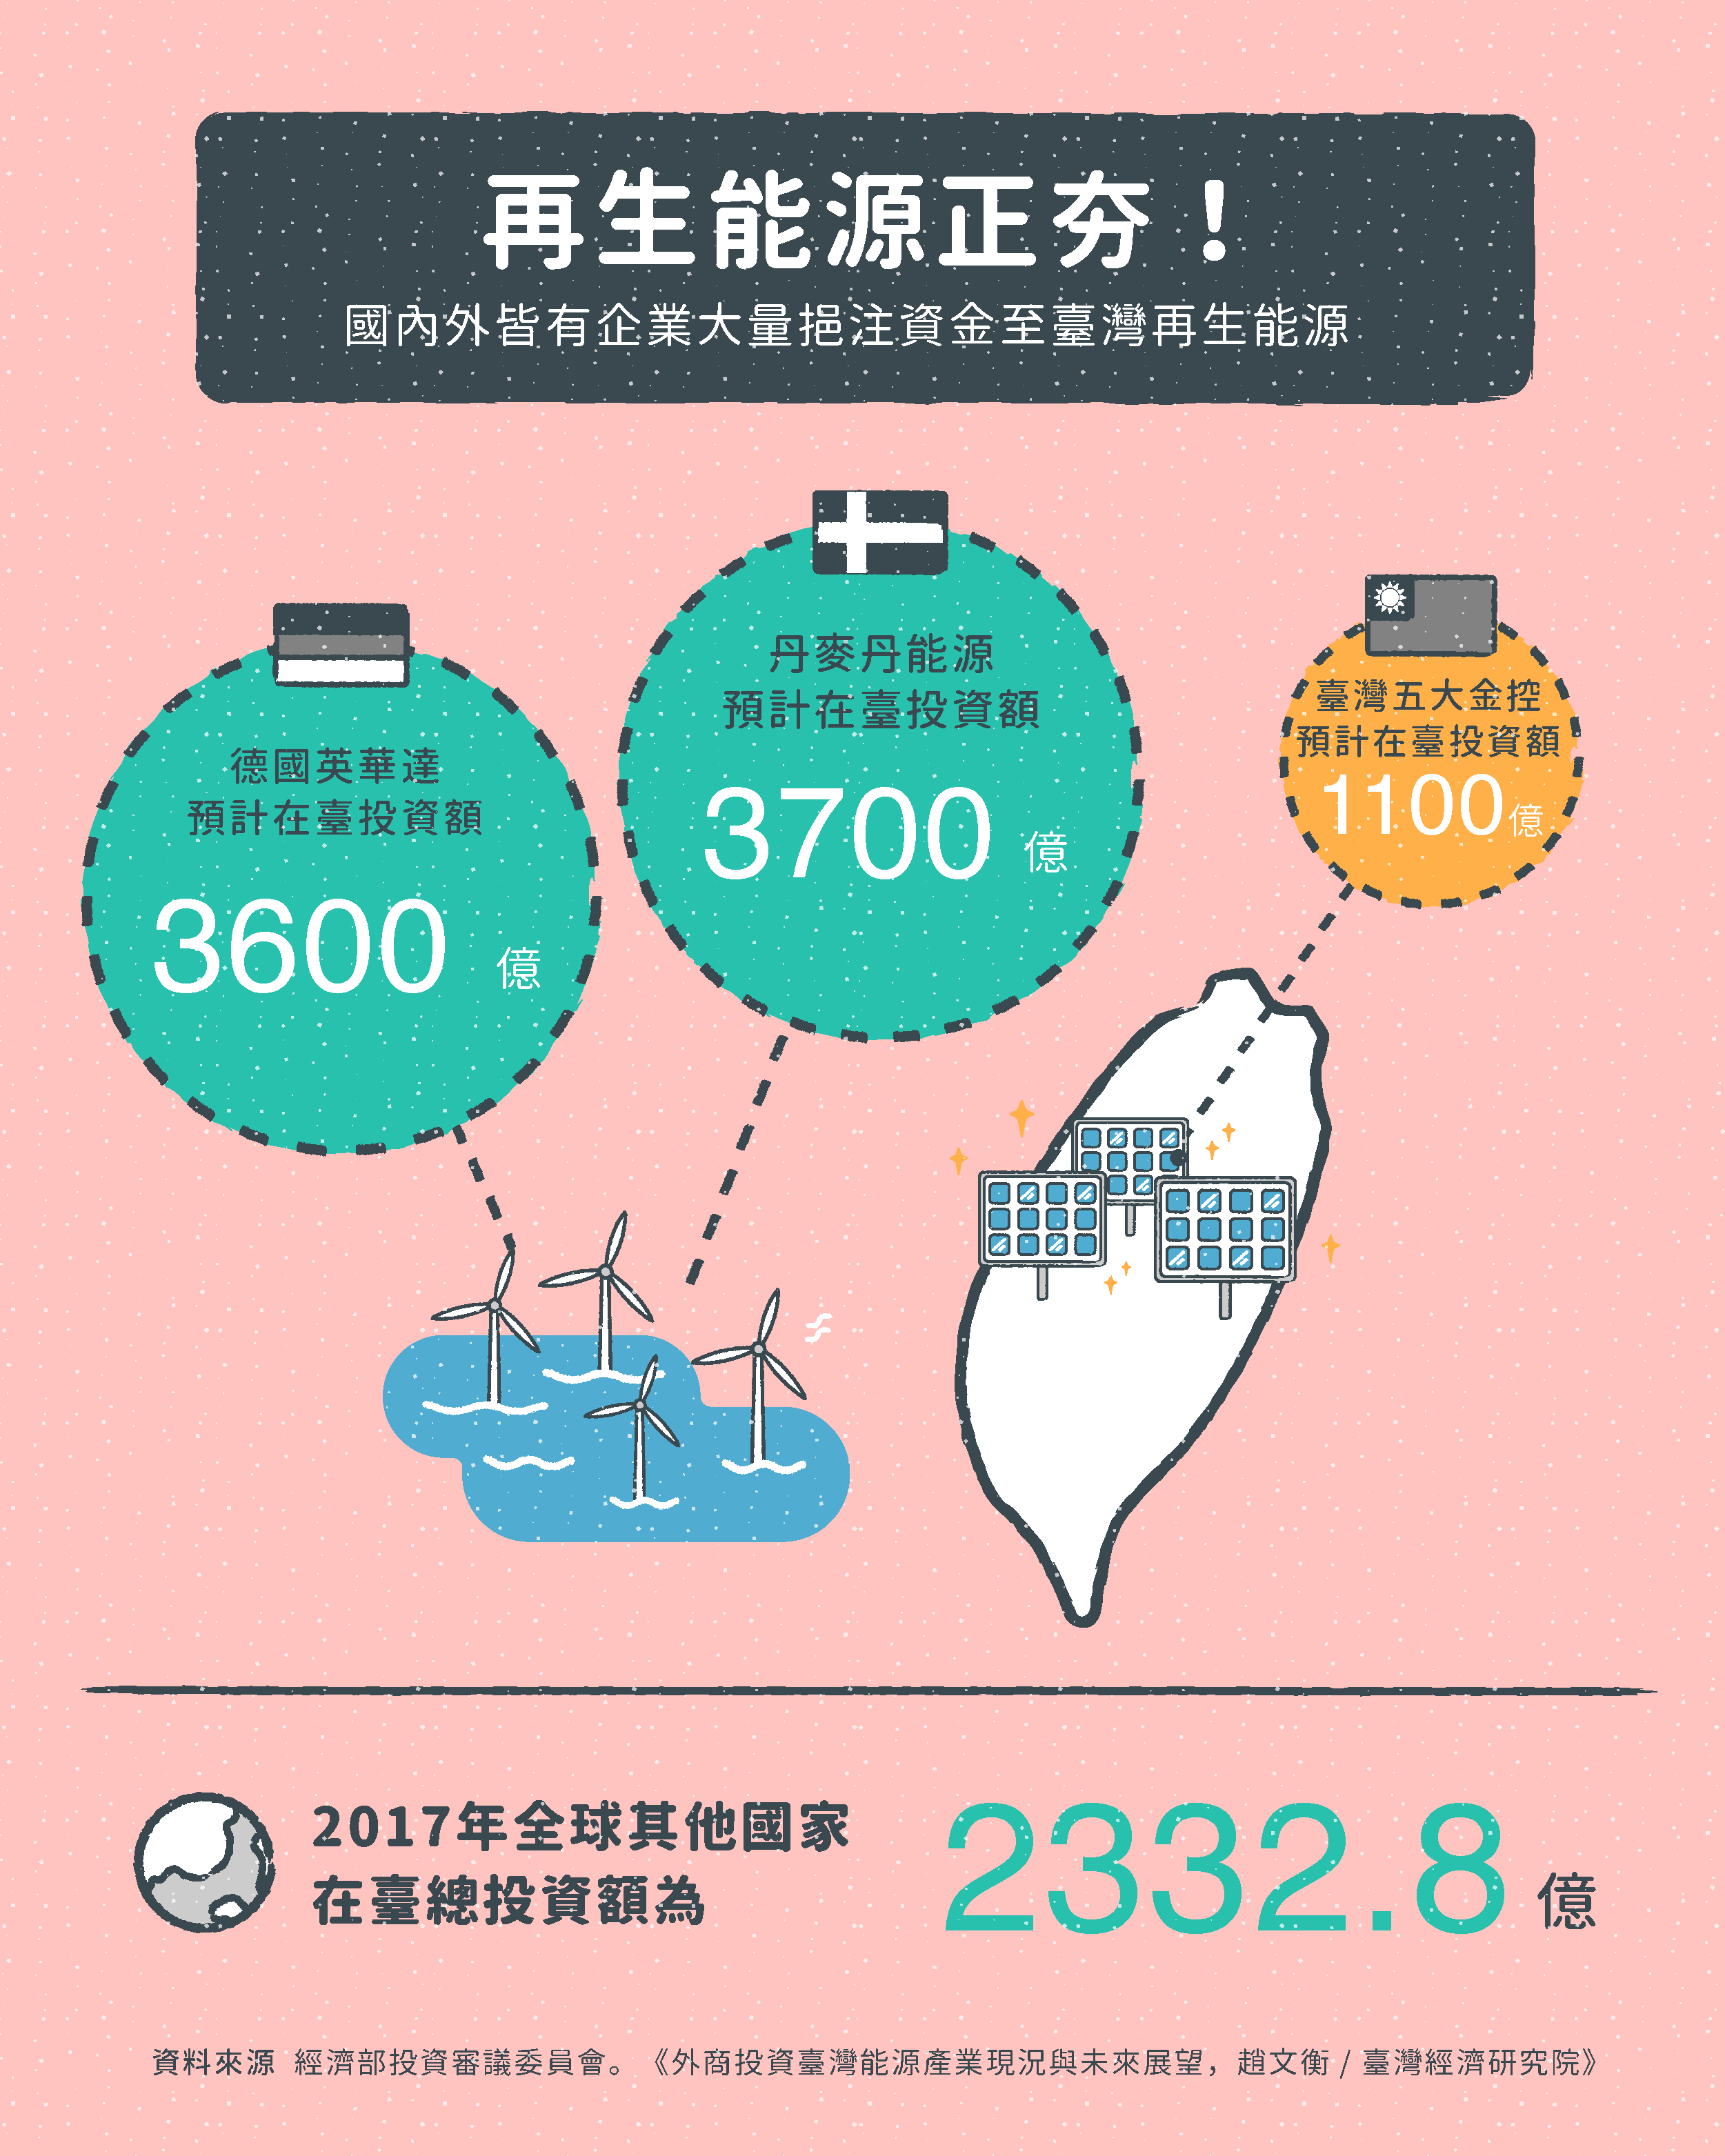 再生能源正夯！
國內外皆有企業大量挹注資金至臺灣再生能源
德國英華達
預計在臺投資額
3600 億
丹麥丹能源
預計在臺投資額
3700 億
臺灣五大金控
預計在臺投資額
1100億
2017年全球其他國家
在臺總投資額為
2332.8 億
資料來源 經濟部投資審議委員會。《外商投資臺灣能源產業現況與未來展望，趙文衡 / 臺灣經濟研究院》